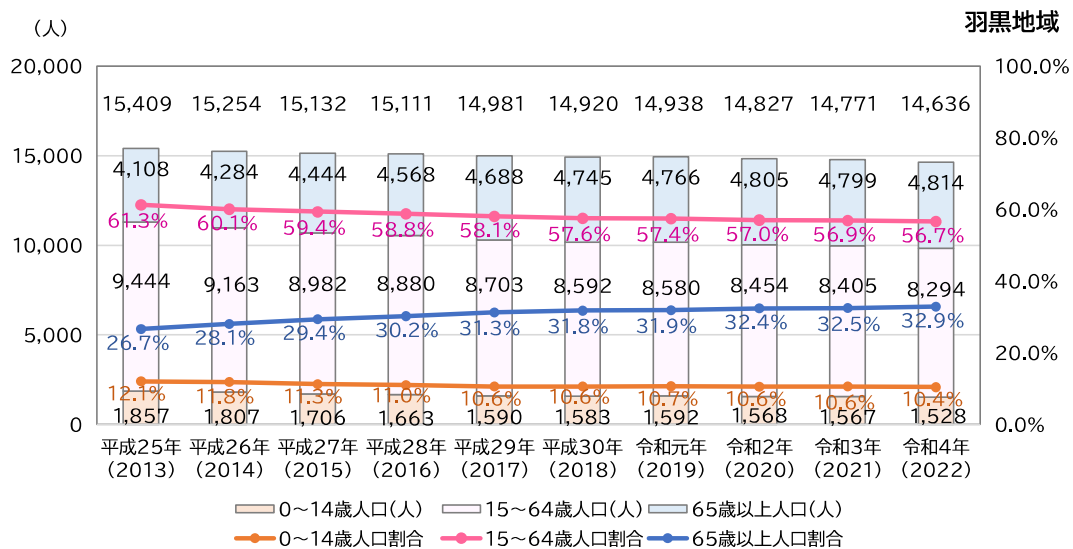 (人)
羽黒地域
20,000
100.0%
15,409 15,254 15,132 15,111 14,981 14,920 14,938 14,827 14,771 14,636
80.0%
15,000
4,108 4,284 4,444 4,568 4,688 4,745 4,766 4,805 4,799 4,814
60.0%
61.3% 60.1% 59.4% 58.8% 58.1% 57.6% 57.4% 57.0% 56.9% 56.7%
10,000
9,444 9,163 8,982 8,880 8,703 8,592 8,580 8,454 8,405 8,294
40.0%
5,000
26.7% 28.1% 29.4% 30.2% 31.3% 31.8% 31.9% 32.4% 32.5% 32.9%
20.0%
12.1% 11.8% 11.3% 11.0% 10.6% 10.6% 10.7% 10.6% 10.6% 10.4%
1,857 1,807 1,706 1,663 1,590 1,583 1,592 1,568 1,567 1,528
0
0.0%
平成25年 平成26年 平成27年 平成28年 平成29年 平成30年 令和元年 令和2年 令和3年 令和4年
(2013) (2014) (2015) (2016) (2017) (2018) (2019) (2020) (2021) (2022)
0~14歳人口(人) 15~64歳人口(人) 65歳以上人口(人)
0~14歳人口割合 15~64歳人口割合 65歳以上人口割合